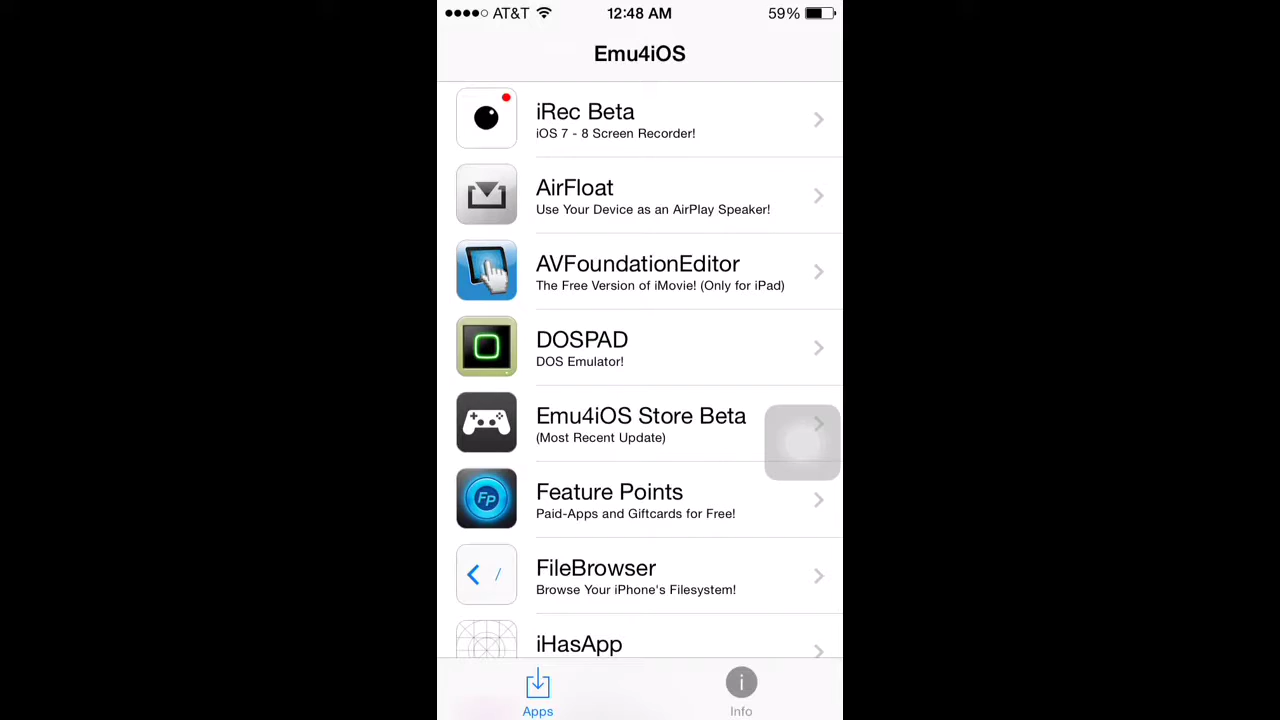 AT&T 12:48 AM 59%
Emu4iOS
iRec Beta
iOS 7 - 8 Screen Recorder!
AirFloat
Use Your Device as an AirPlay Speaker!
AVFoundationEditor
The Free Version of iMovie! (Only for iPad)
DOSPAD
DOS Emulator!
Emu4iOS Store Beta
(Most Recent Update)
FP
Feature Points
Paid-Apps and Giftcards for Free!
/
FileBrowser
Browse Your iPhone's Filesystem!
iHasApp
Apps Info